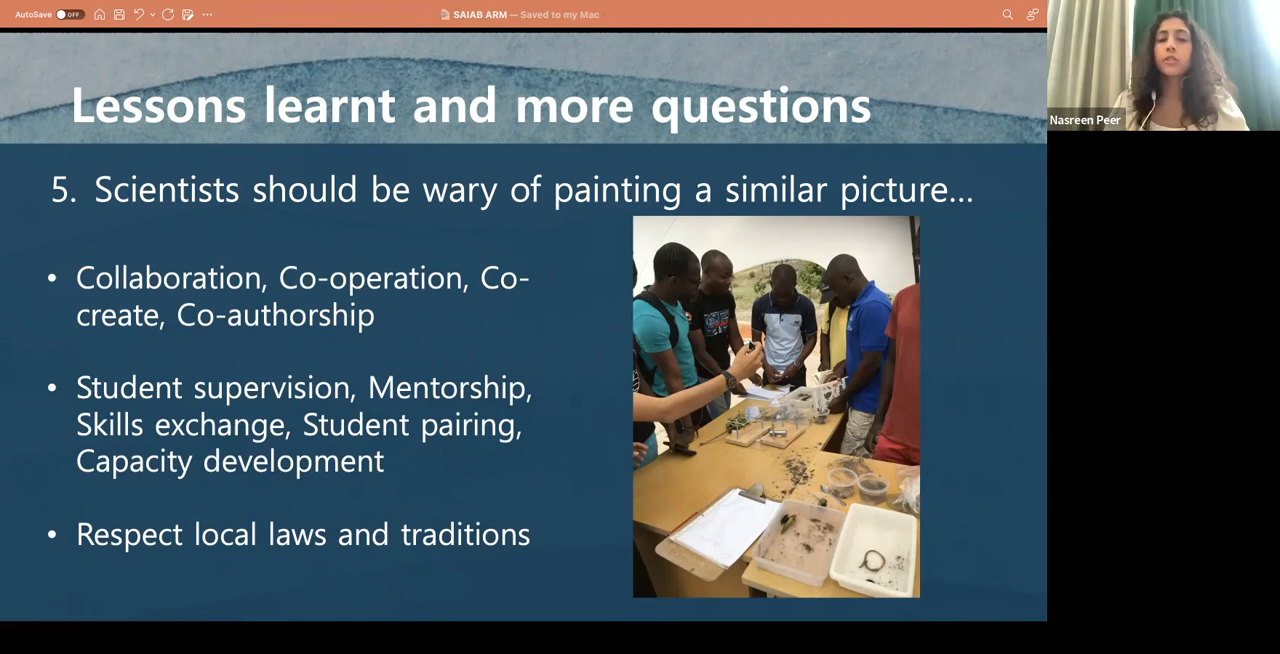 AutoSave OFF
SAIAB ARM — Saved to my Mac
Nasreen Peer
Lessons learnt and more questions
5. Scientists should be wary of painting a similar picture...
• Collaboration, Co-operation, Co-
create, Co-authorship
• Student supervision, Mentorship,
Skills exchange, Student pairing,
Capacity development
• Respect local laws and traditions